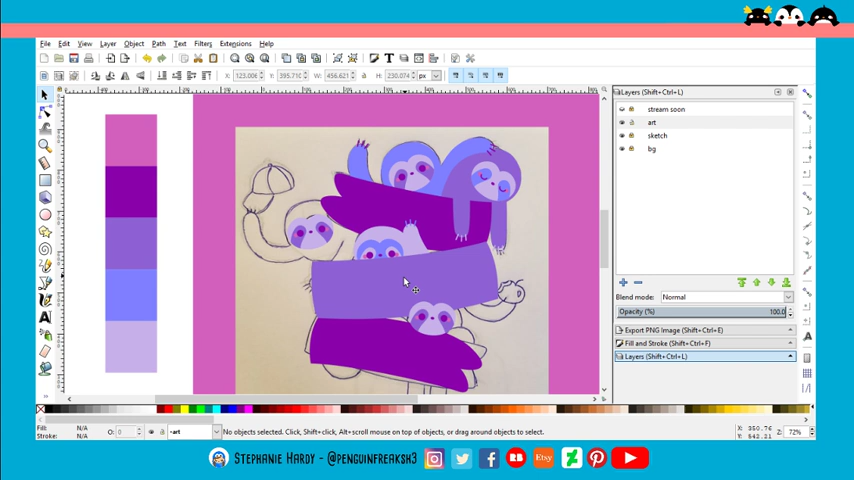 File Edit View Layer Object Path Text Filters Extensions Help
X: 123.006 Y: 395.710 W: 456.621 H: 230.074 px
Layers (Shift+Ctrl+L)
stream soon
art
sketch
bg
Blend mode: Normal
Opacity (%) 100.0
Export PNG Image (Shift+Ctrl+E)
Fill and Stroke (Shift+Ctrl+F)
Layers (Shift+Ctrl+L)
Fill: N/A
Stroke: N/A
O: 0
-art
No objects selected. Click, Shift+click, Alt+scroll mouse on top of objects, or drag around objects to select.
X: 350.76
Y: 542.21
Z: 72%
STEPHANIE HARDY - @PENGUINFREAKSH3
Etsy